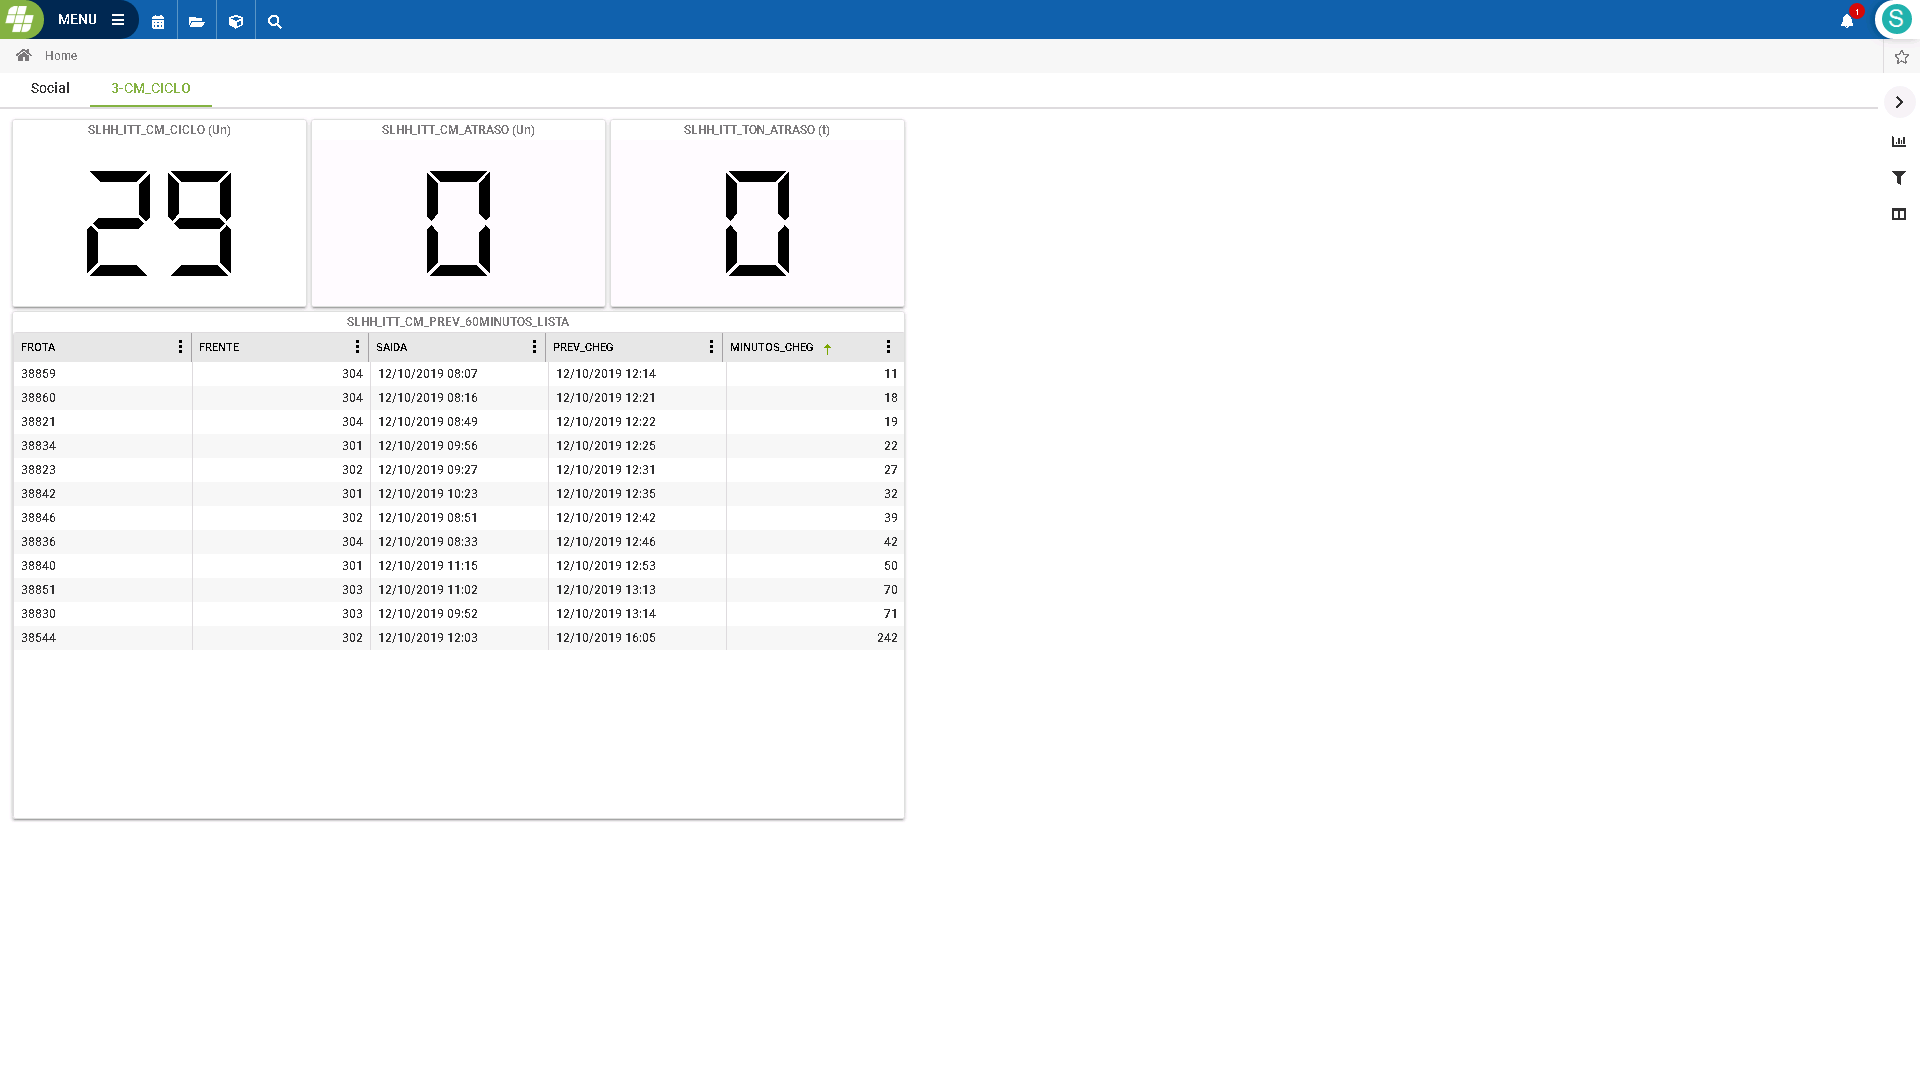 MENU
1
S
Home
Social
3-CM_CICLO
SLHH_ITT_CM_CICLO (Un)
SLHH_ITT_CM_ATRASO (Un)
SLHH_ITT_TON_ATRASO (t)
29
0
0
SLHH_ITT_CM_PREV_60MINUTOS_LISTA
FROTA FRENTE SAIDA PREV_CHEG MINUTOS_CHEG
38859 304 12/10/2019 08:07 12/10/2019 12:14 11
38860 304 12/10/2019 08:16 12/10/2019 12:21 18
38821 304 12/10/2019 08:49 12/10/2019 12:22 19
38834 301 12/10/2019 09:56 12/10/2019 12:25 22
38823 302 12/10/2019 09:27 12/10/2019 12:31 27
38842 301 12/10/2019 10:23 12/10/2019 12:35 32
38846 302 12/10/2019 08:51 12/10/2019 12:42 39
38836 304 12/10/2019 08:33 12/10/2019 12:46 42
38840 301 12/10/2019 11:15 12/10/2019 12:53 50
38851 303 12/10/2019 11:02 12/10/2019 13:13 70
38830 303 12/10/2019 09:52 12/10/2019 13:14 71
38544 302 12/10/2019 12:03 12/10/2019 16:05 242